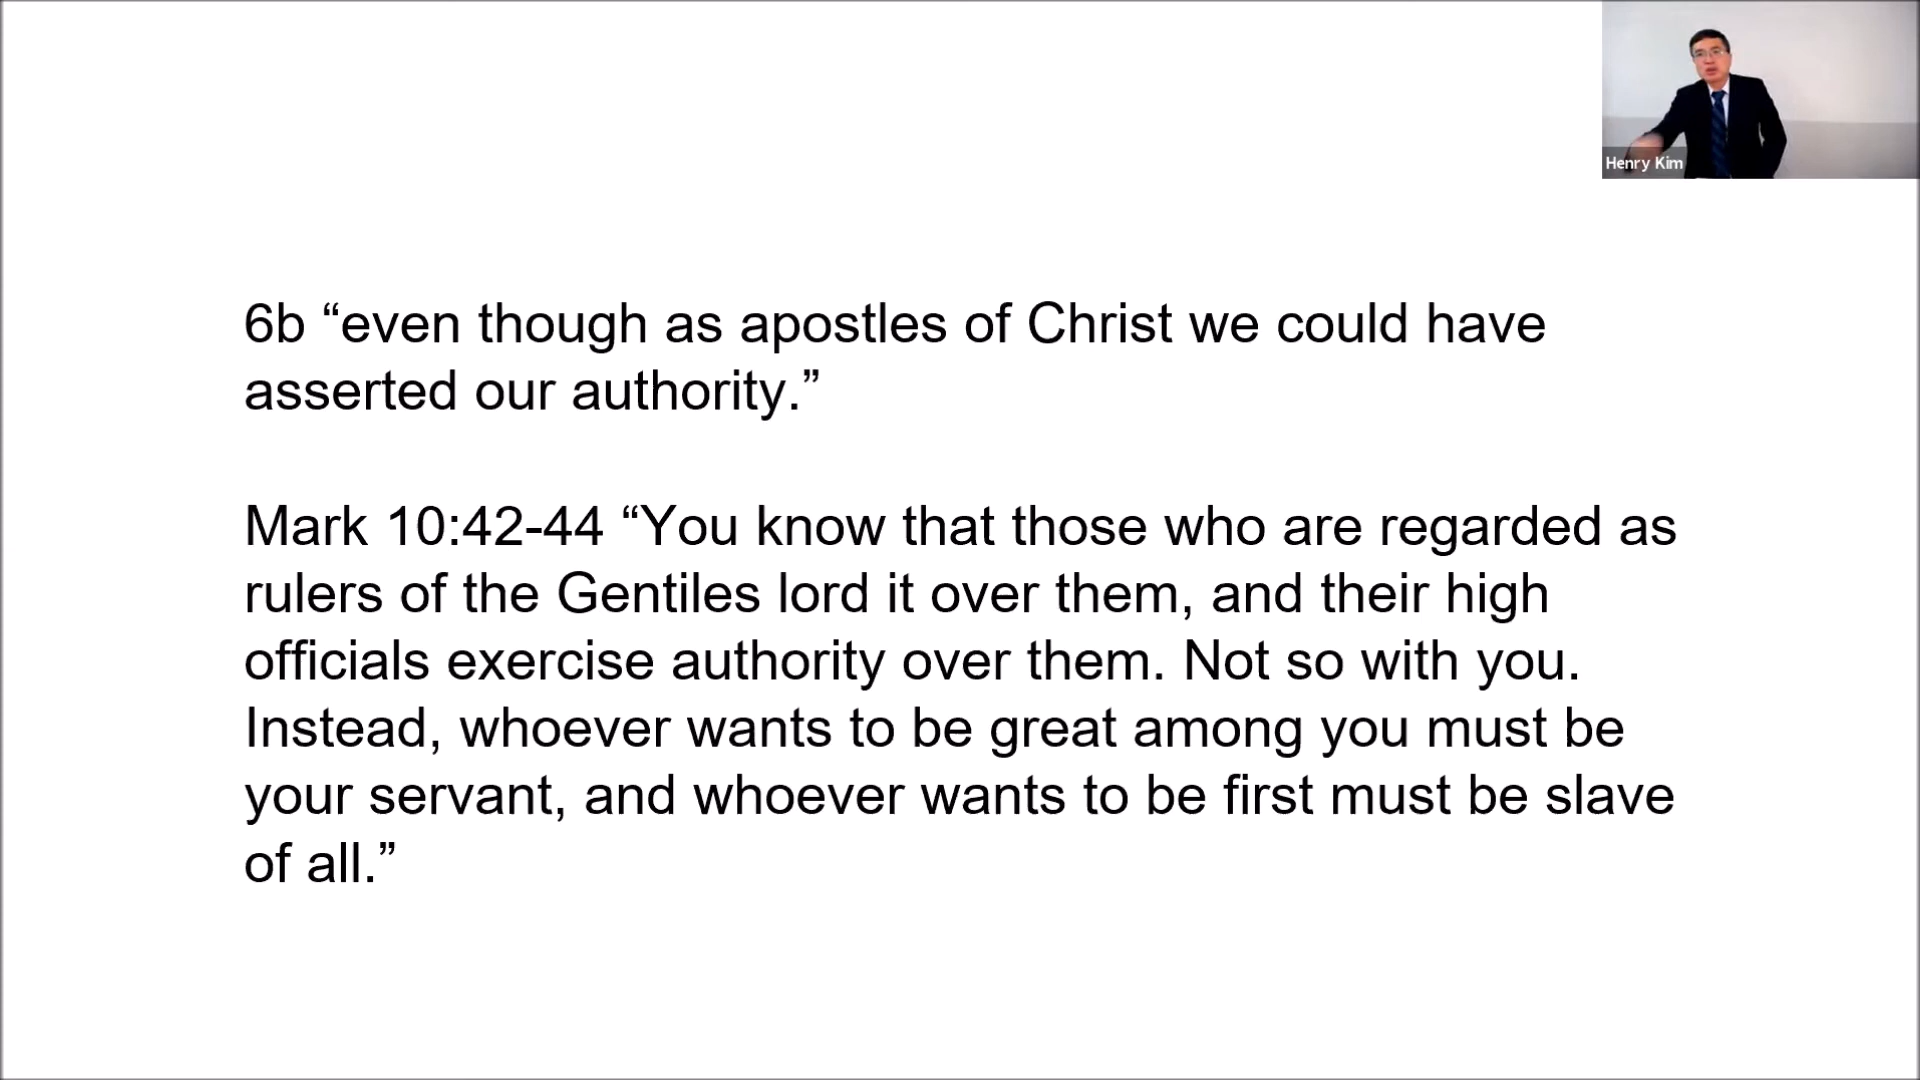 Henry Kim
6b “even though as apostles of Christ we could have
asserted our authority.”
Mark 10:42-44 “You know that those who are regarded as
rulers of the Gentiles lord it over them, and their high
officials exercise authority over them. Not so with you.
Instead, whoever wants to be great among you must be
your servant, and whoever wants to be first must be slave
of all.”